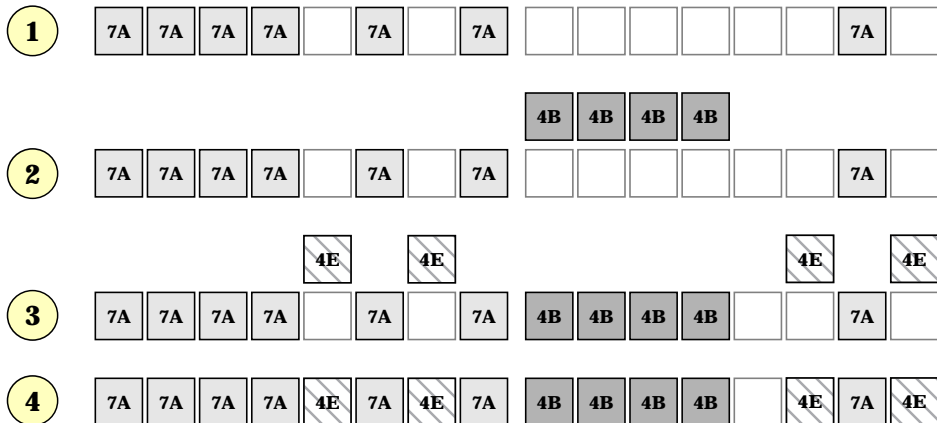 1 7A 7A 7A 7A 7A 7A 7A
4B 4B 4B 4B
2 7A 7A 7A 7A 7A 7A 7A
4E 4E 4E 4E
3 7A 7A 7A 7A 7A 7A 4B 4B 4B 4B 7A
4 7A 7A 7A 7A 4E 7A 4E 7A 4B 4B 4B 4B 4E 7A 4E